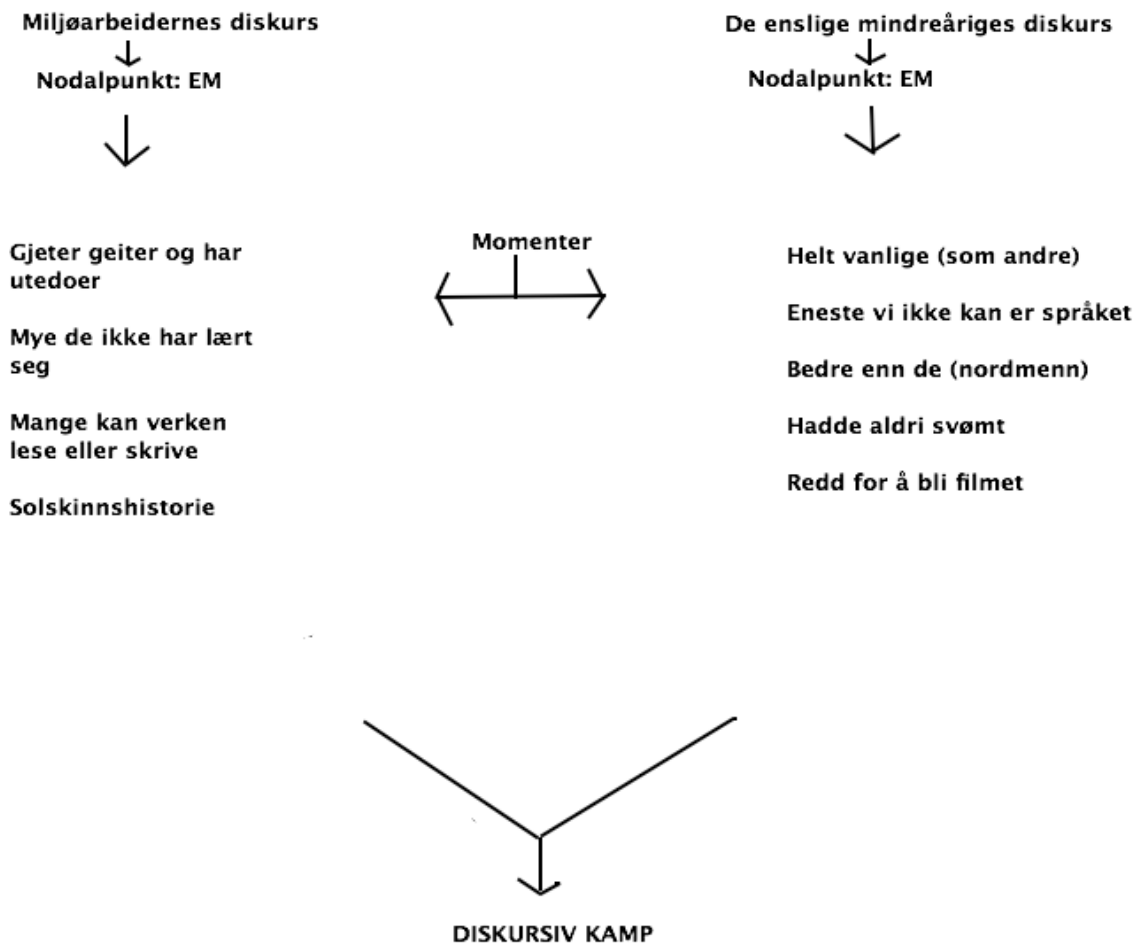 Miljøarbeidernes diskurs
Nodalpunkt: EM
Gjeter geiter og har
utedoer
Mye de ikke har lært
seg
Mange kan verken
lese eller skrive
Solskinnshistorie
Momenter
De enslige mindreåriges diskurs
Nodalpunkt: EM
Helt vanlige (som andre)
Eneste vi ikke kan er språket
Bedre enn de (nordmenn)
Hadde aldri svømt
Redd for å bli filmet
DISKURSIV KAMP